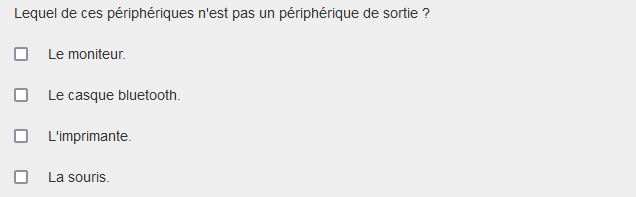 Lequel de ces périphériques n'est pas un périphérique de sortie ?
Le moniteur.
Le casque bluetooth.
L'imprimante.
La souris.